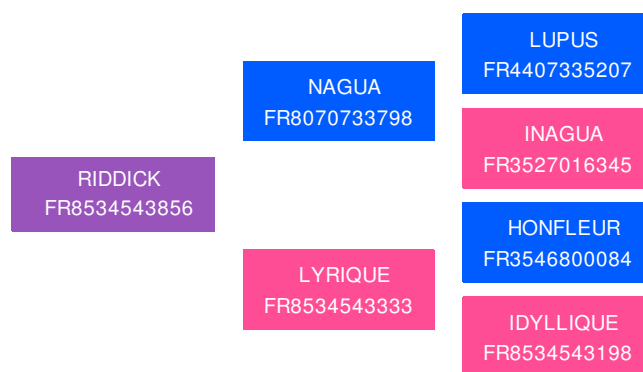 RIDDICK
FR8534543856
NAGUA
FR8070733798
LYRIQUE
FR8534543333
LUPUS
FR4407335207
INAGUA
FR3527016345
HONFLEUR
FR3546800084
IDYLLIQUE
FR8534543198